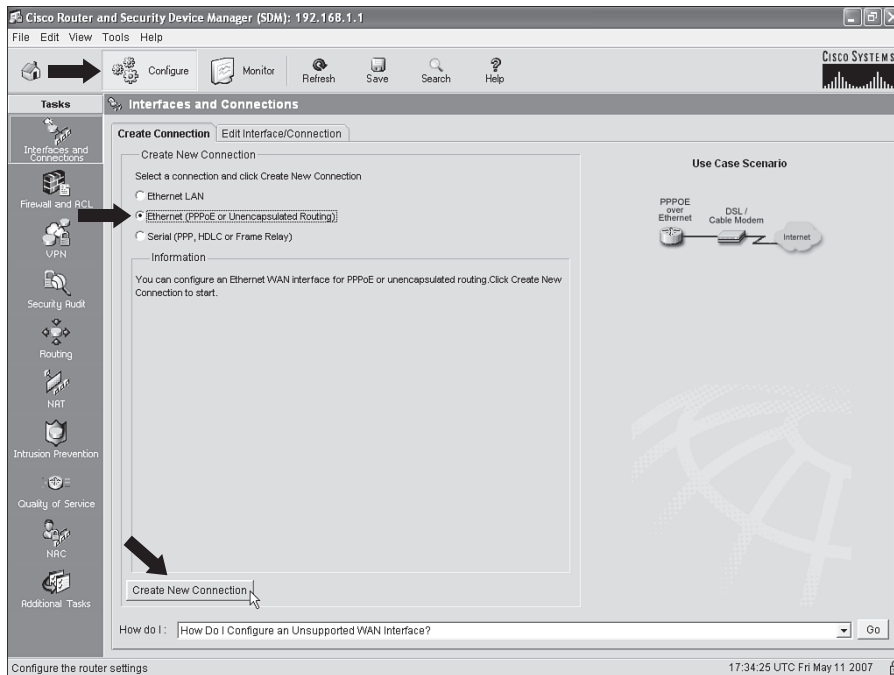 Cisco Router and Security Device Manager (SDM): 192.168.1.1
File Edit View Tools Help
Configure
Monitor
Refresh
Save
Search
Help
CISCO SYSTEMS
Tasks
Interfaces and Connections
Interfaces and
Connections
Firewall and ACL
VPN
Security Audit
Routing
NAT
Intrusion Prevention
Quality of Service
NAC
Additional Tasks
Create Connection
Edit Interface/Connection
Create New Connection
Select a connection and click Create New Connection
Ethernet LAN
Ethernet (PPPoE or Unencapsulated Routing)
Serial (PPP, HDLC or Frame Relay)
Information
You can configure an Ethernet WAN interface for PPPoE or unencapsulated routing.Click Create New
Connection to start.
Create New Connection
Use Case Scenario
PPPOE
over
Ethernet
DSL /
Cable Modem
Internet
How do I :
How Do I Configure an Unsupported WAN Interface?
Go
Configure the router settings
17:34:25 UTC Fri May 11 2007